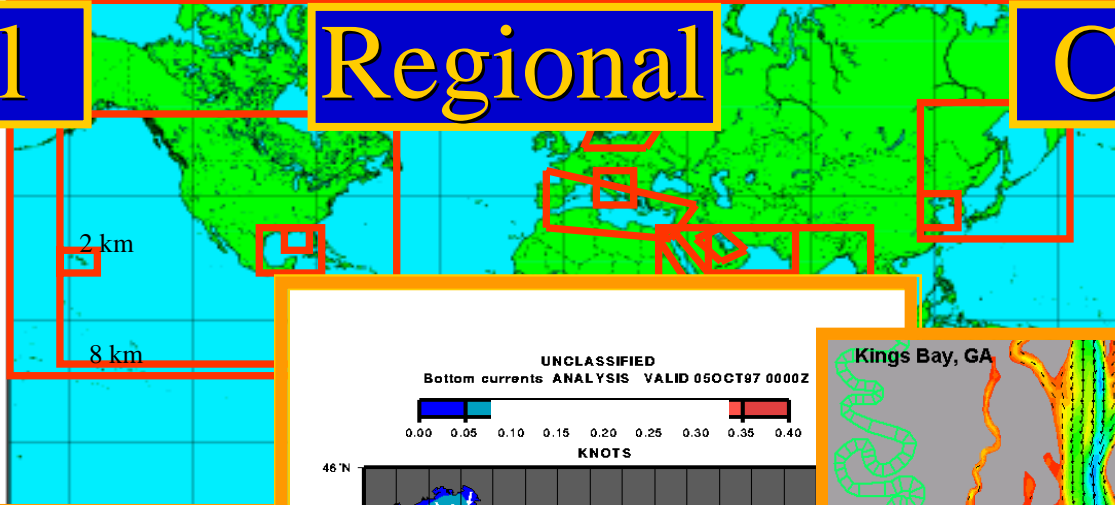 l
Regional
C
2 km
8 km
UNCLASSIFIED
Bottom currents ANALYSIS VALID 05OCT97 0000Z
0.00 0.05 0.10 0.15 0.20 0.25 0.30 0.35 0.40
KNOTS
46°N
Kings Bay, GA